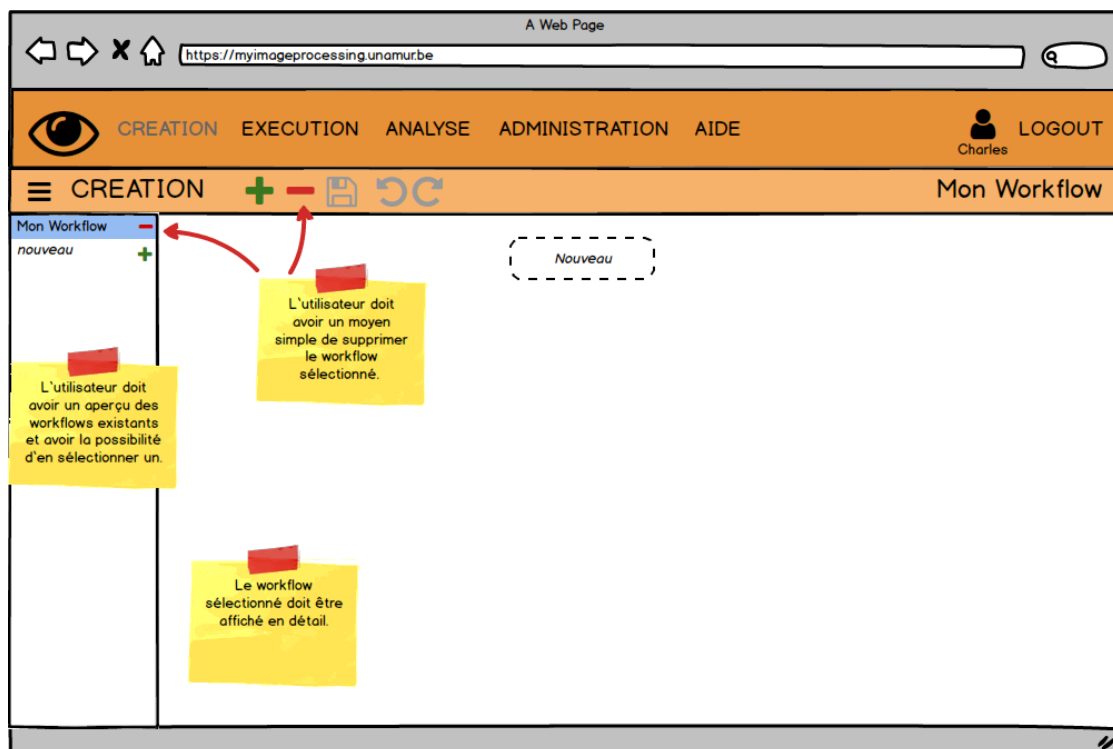 A Web Page
https://myimageprocessing.unamur.be
CREATION EXECUTION ANALYSE ADMINISTRATION AIDE
Charles
LOGOUT
CREATION
Mon Workflow
Mon Workflow
nouveau
Nouveau
L'utilisateur doit
avoir un moyen
simple de supprimer
le workflow
sélectionné.
L'utilisateur doit
avoir un aperçu des
workflows existants
et avoir la possibilité
d'en sélectionner un.
Le workflow
sélectionné doit être
affiché en détail.